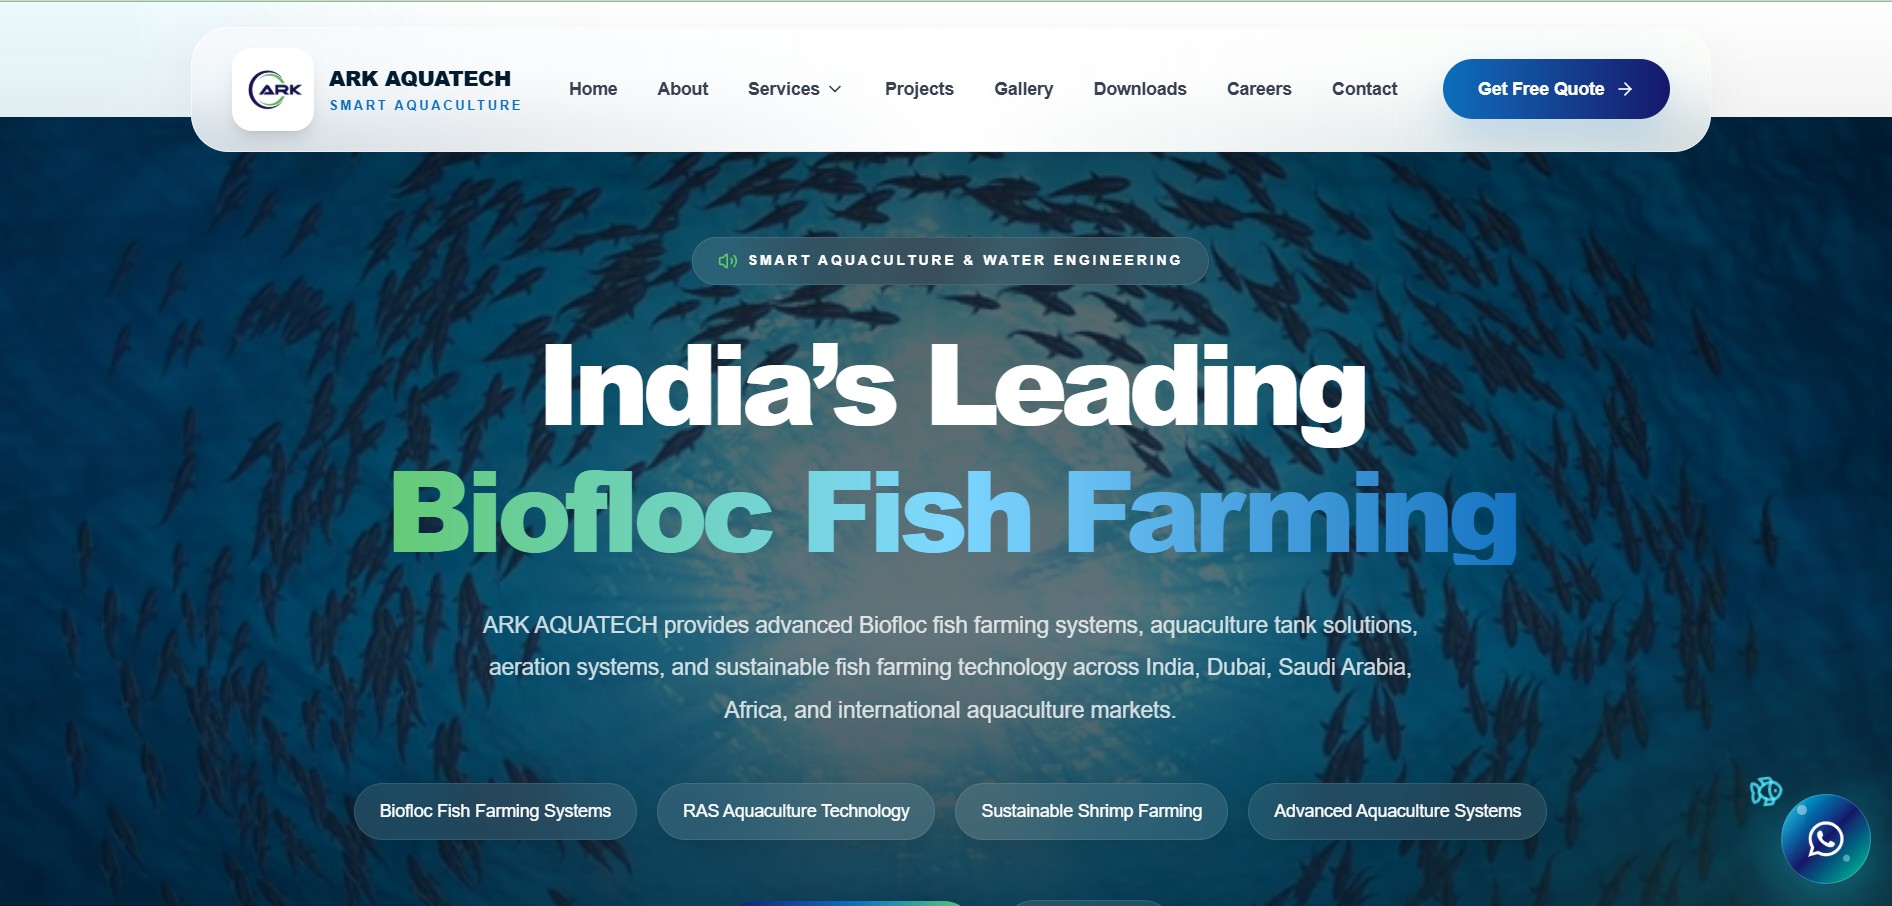 ARK
ARK AQUATECH
SMART AQUACULTURE
Home
About
Services
Projects
Gallery
Downloads
Careers
Contact
Get Free Quote
SMART AQUACULTURE & WATER ENGINEERING
India’s Leading
Biofloc Fish Farming
ARK AQUATECH provides advanced Biofloc fish farming systems, aquaculture tank solutions,
aeration systems, and sustainable fish farming technology across India, Dubai, Saudi Arabia,
Africa, and international aquaculture markets.
Biofloc Fish Farming Systems
RAS Aquaculture Technology
Sustainable Shrimp Farming
Advanced Aquaculture Systems